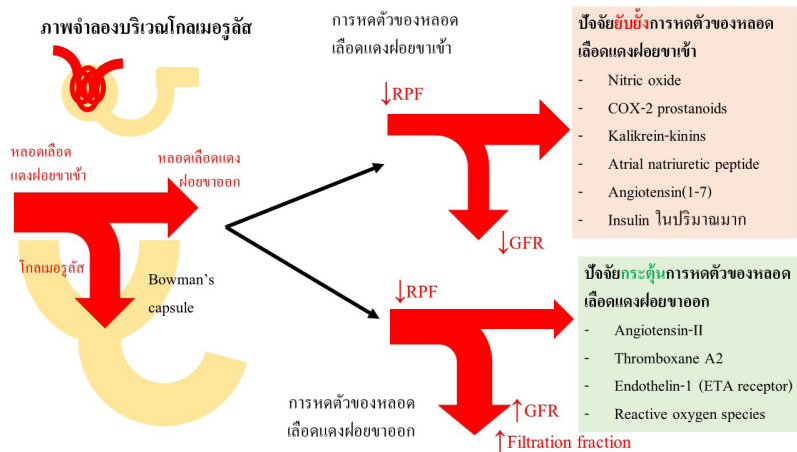 ภาพจำลองบริเวณโกลเมอรูลัส
หลอดเลือด
แดงฝอยขาเข้า
หลอดเลือดแดง
ฝอยขาออก
โกลเมอรูลัส
Bowman's
capsule
การหดตัวของหลอด
เลือดแดงฝอยขาเข้า
↓RPF
↓GFR
การหดตัวของหลอด
เลือดแดงฝอยขาออก
↓RPF
↑GFR
↑Filtration fraction
ปัจจัยยับยั้งการหดตัวของหลอด
เลือดแดงฝอยขาเข้า
- Nitric oxide
- COX-2 prostanoids
- Kalikrein-kinins
- Atrial natriuretic peptide
- Angiotensin(1-7)
- Insulin ในปริมาณมาก
ปัจจัยกระตุ้นการหดตัวของหลอด
เลือดแดงฝอยขาออก
- Angiotensin-II
- Thromboxane A2
- Endothelin-1 (ETA receptor)
- Reactive oxygen species